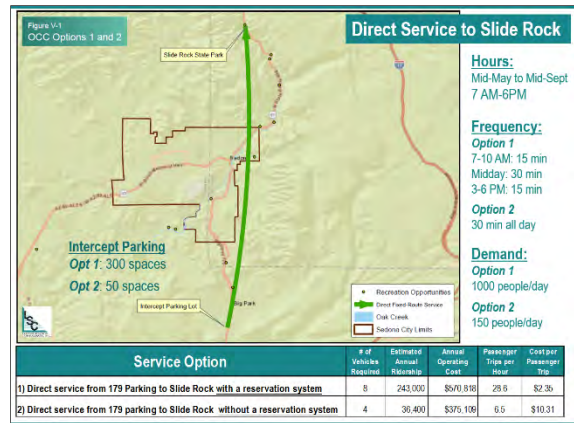 Figure V-1
OCC Options 1 and 2
Direct Service to Slide Rock
Slide Rock State Park
Hours:
Mid-May to Mid-Sept
7 AM-6PM
Frequency:
Option 1
7-10 AM: 15 min
Midday: 30 min
3-6 PM: 15 min
Option 2
30 min all day
Intercept Parking
Opt 1: 300 spaces
Opt 2: 50 spaces
Demand:
Option 1
1000 people/day
Option 2
150 people/day
Big Park
Intercept Parking Lot
Recreation Opportunities
Direct Fixed Route Service
Oak Creek
Sedona City Limits
LSC
Service Option
# of Vehicles Required
Estimated Annual Ridership
Annual Operating Cost
Passenger Trips per Hour
Cost per Passenger Trip
1) Direct service from 179 Parking to Slide Rock with a reservation system 8 243,000 $570,818 28.6 $2.35
2) Direct service from 179 parking to Slide Rock without a reservation system 4 36,400 $375,109 6.5 $10.31